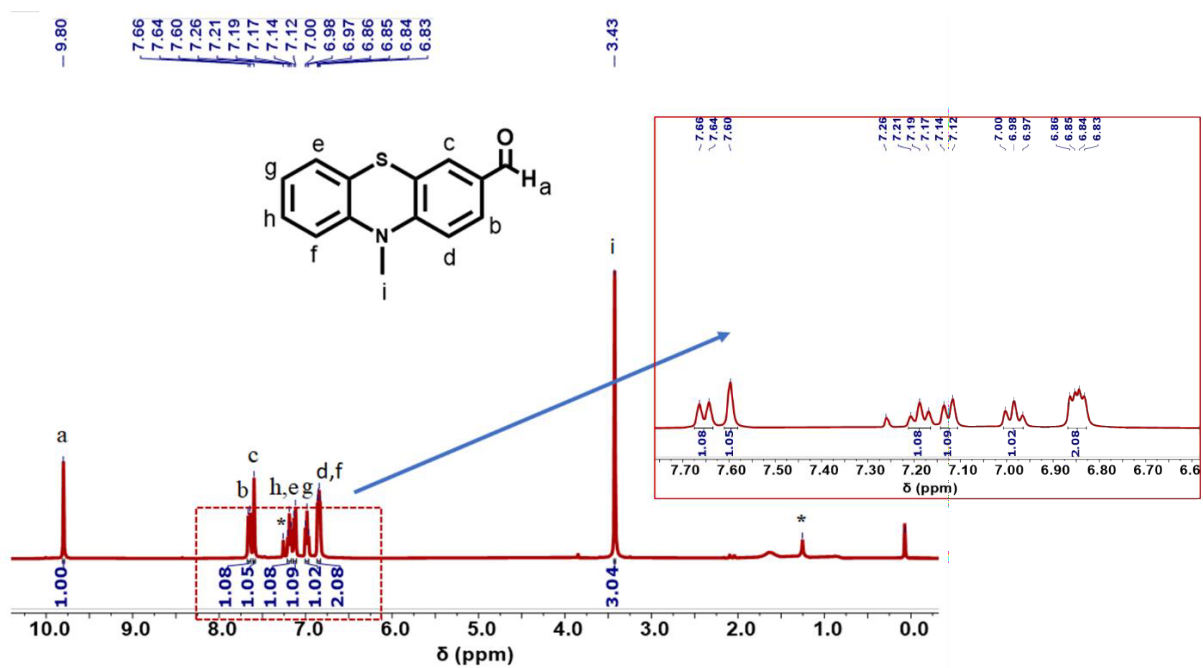 9.80
7.66
7.64
7.60
7.26
7.21
7.19
7.17
7.14
7.12
7.00
6.98
6.97
6.86
6.85
6.84
6.83
3.43
e
S
c
O
g
H
a
h
b
N
f
d
i
i
a
b
c
*
h,e
g
d,f
*
1.00
1.08
1.05
1.08
1.09
1.02
2.08
3.04
10.0 9.0 8.0 7.0 6.0 5.0 4.0 3.0 2.0 1.0 0.0
δ (ppm)
7.66
7.64
7.60
7.26
7.21
7.19
7.17
7.14
7.12
7.00
6.98
6.97
6.86
6.85
6.84
6.83
1.08
1.05
1.08
1.09
1.02
2.08
7.70 7.60 7.50 7.40 7.30 7.20 7.10 7.00 6.90 6.80 6.70 6.6
δ (ppm)